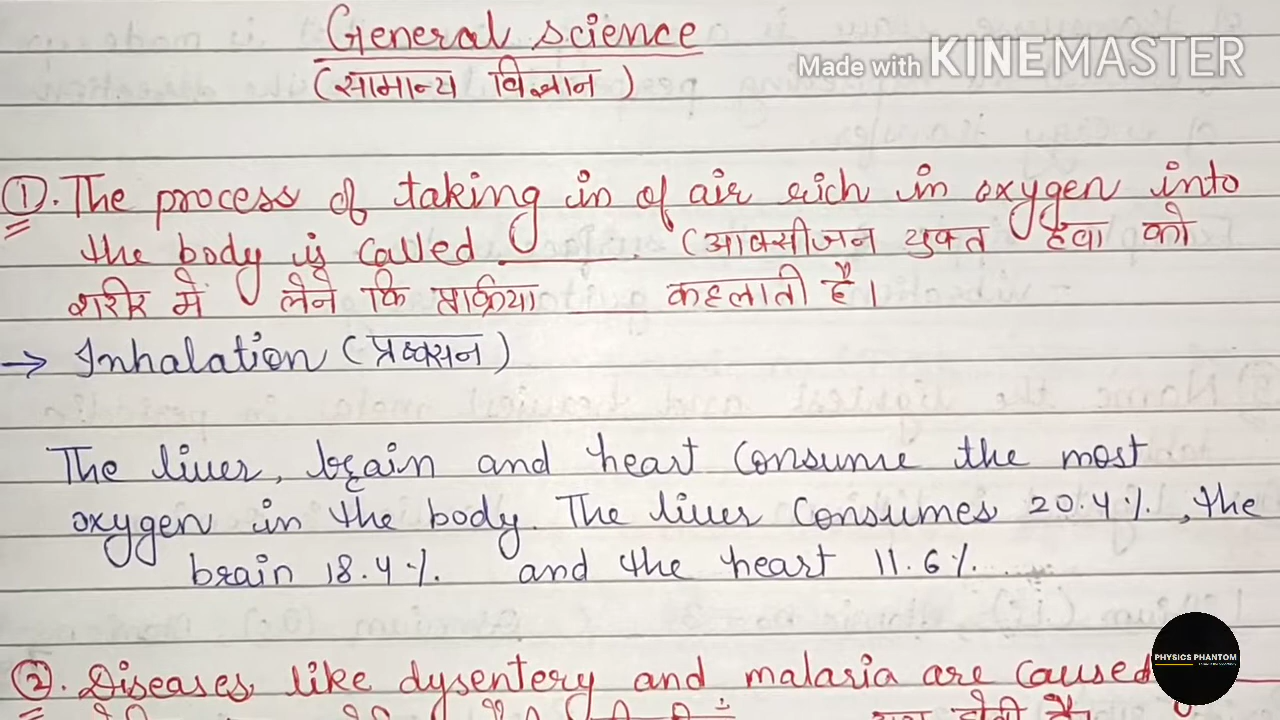 General science
(सामान्य विज्ञान)
Made with KINEMASTER
①. The process of taking in of air rich in oxygen into
the body is called ______. (आक्सीजन युक्त हवा को
शरीर में लेने कि प्रक्रिया ____ कहलाती है।
→ Inhalation (प्रश्वसन)
The liver, brain and heart consume the most
oxygen in the body. The liver consumes 20.4%, the
brain 18.4% and the heart 11.6%.
②. Diseases like dysentery and malaria are caused
PHYSICS PHANTOM